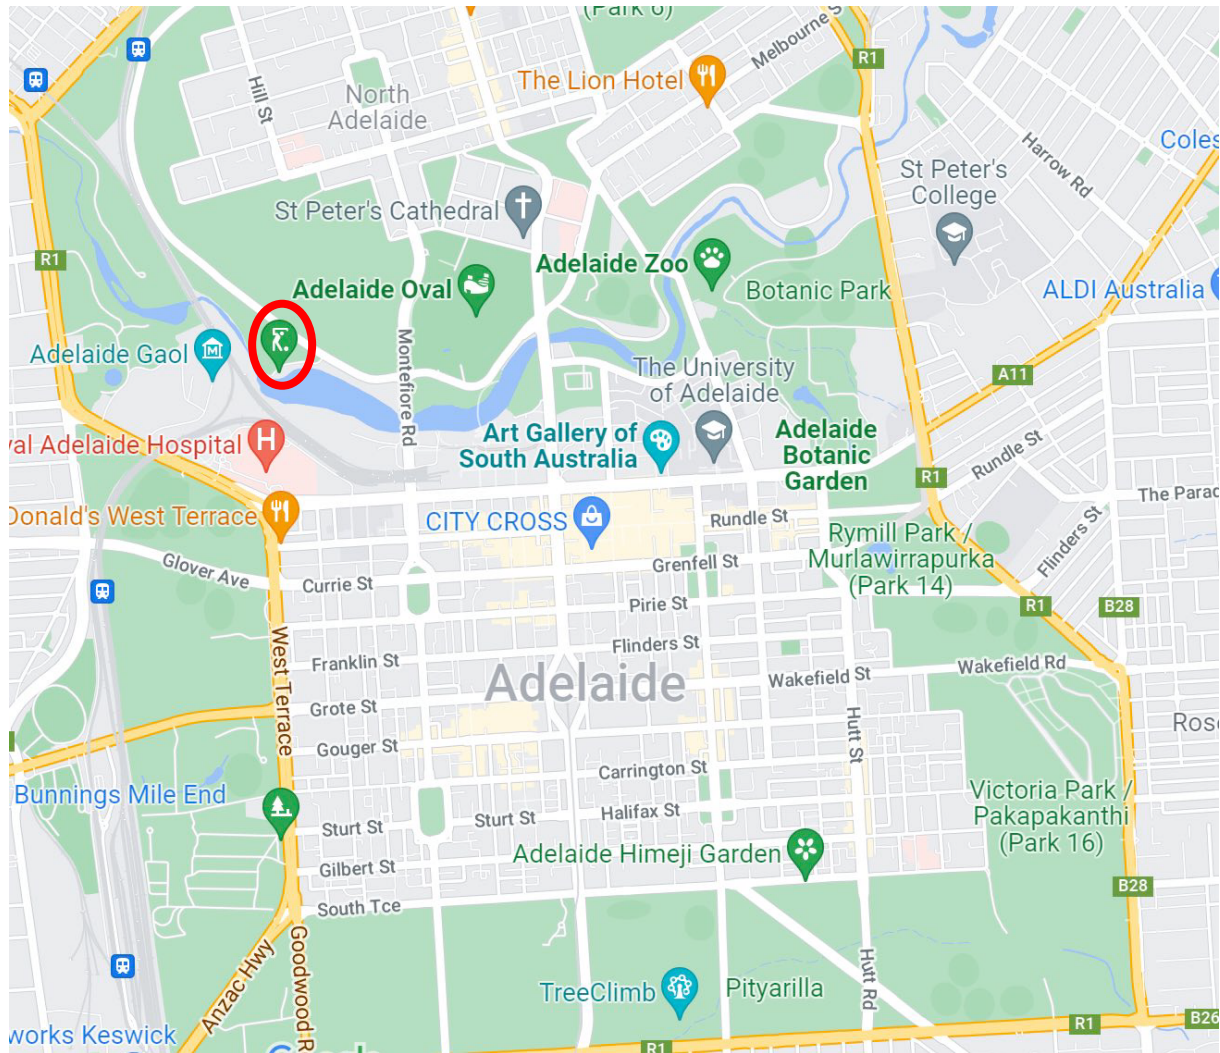 (Park 6)
Melbourne S
R1
The Lion Hotel
Hill St
North
Adelaide
Harrow Rd
Coles
St Peter's
College
St Peter's Cathedral
R1
Adelaide Zoo
Adelaide Oval
Botanic Park
ALDI Australia
Adelaide Gaol
M
Montefiore Rd
The University
of Adelaide
A11
val Adelaide Hospital
H
Art Gallery of
South Australia
Adelaide
Botanic
Garden
Rundle St
R1
The Parad
Donald's West Terrace
CITY CROSS
Rundle St
Rymill Park /
Murlawirrapurka
(Park 14)
Flinders St
Glover Ave
Currie St
Grenfell St
Pirie St
R1
B28
West Terrace
Franklin St
Flinders St
Adelaide
Wakefield St
Wakefield Rd
Grote St
Hutt St
Rose
Gouger St
Carrington St
Bunnings Mile End
Victoria Park /
Pakapakanthi
(Park 16)
Sturt St
Sturt St
Halifax St
Gilbert St
Adelaide Himeji Garden
B28
South Tce
Anzac Hwy
Goodwood R
Hutt Rd
TreeClimb
Pityarilla
works Keswick
R1
R1
B26